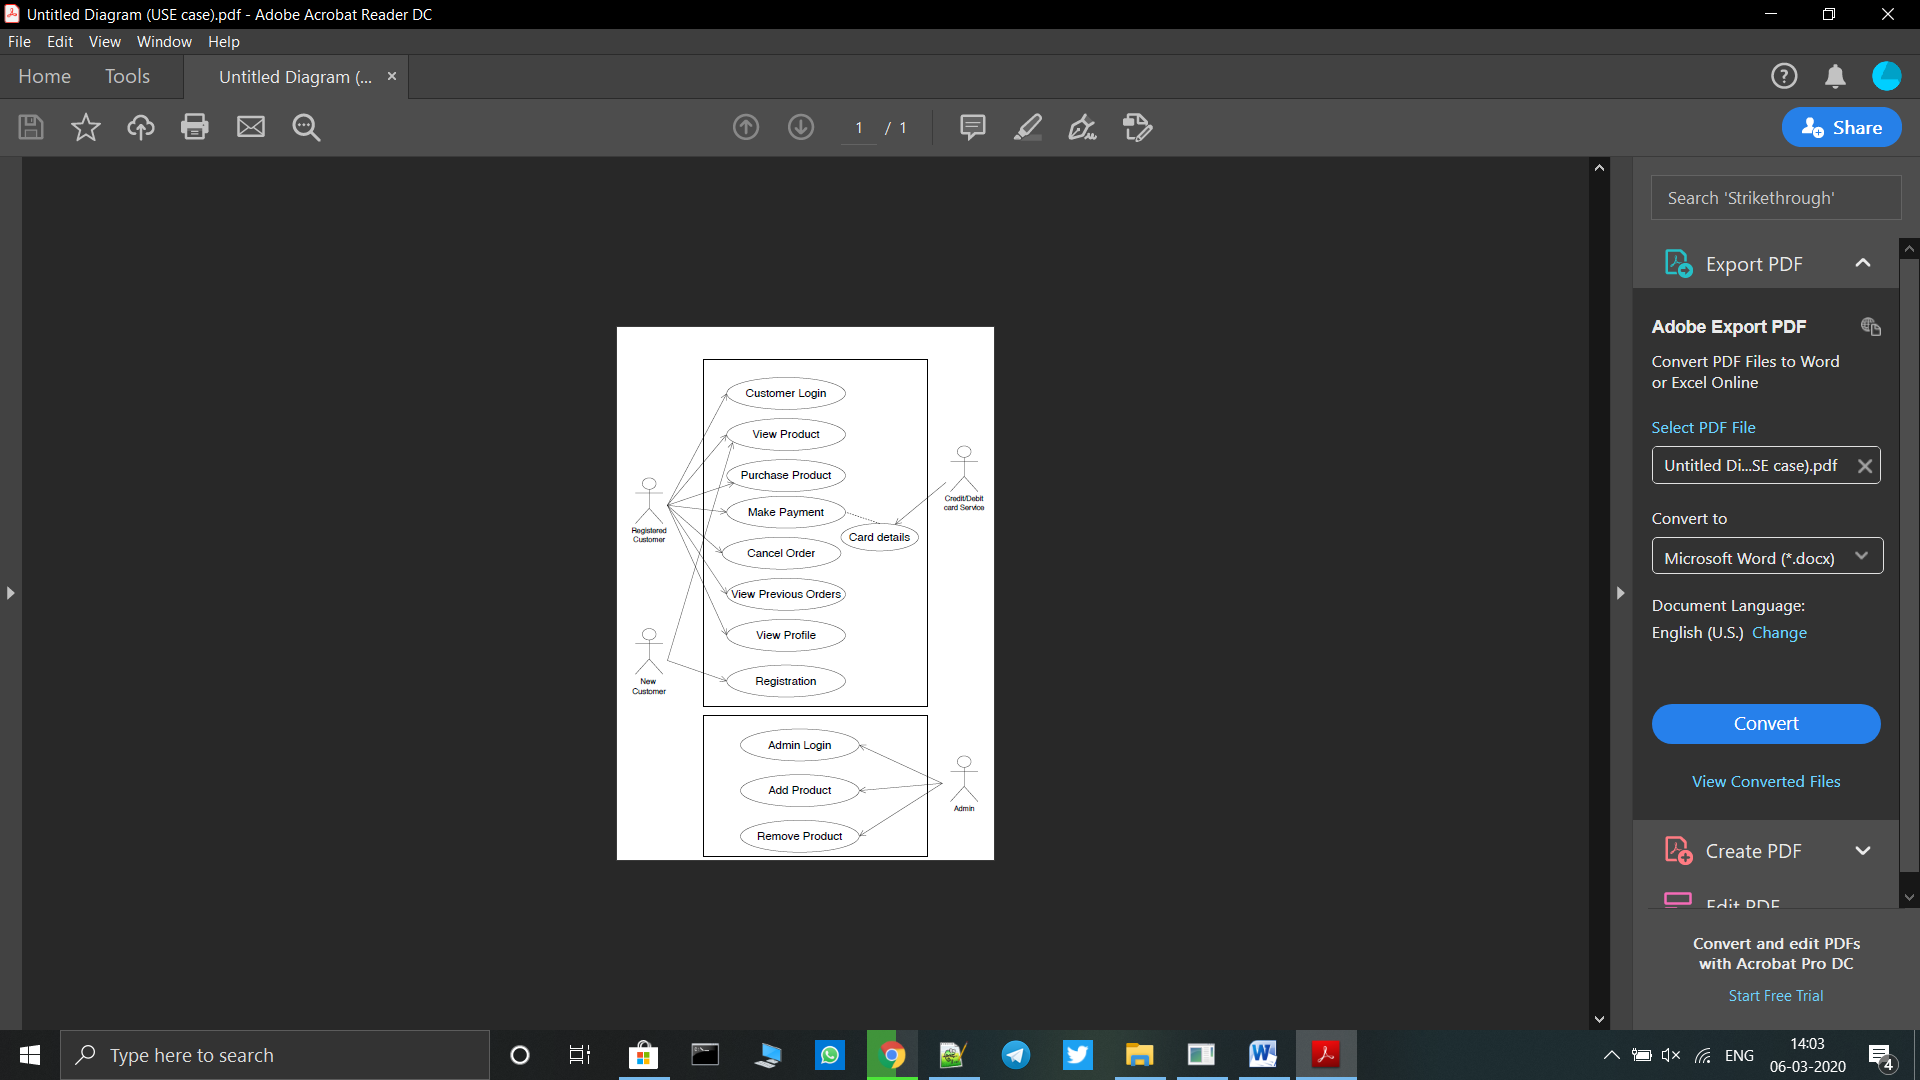 Untitled Diagram (USE case).pdf - Adobe Acrobat Reader DC
File Edit View Window Help
Home Tools Untitled Diagram (... ×
1 / 1
Share
Search 'Strikethrough'
Export PDF
Adobe Export PDF
Convert PDF Files to Word
or Excel Online
Select PDF File
Untitled Di...SE case).pdf
Convert to
Microsoft Word (*.docx)
Document Language:
English (U.S.) Change
Convert
View Converted Files
Create PDF
Edit PDF
Convert and edit PDFs
with Acrobat Pro DC
Start Free Trial
Customer Login
View Product
Purchase Product
Make Payment
Card details
Cancel Order
View Previous Orders
View Profile
Registration
Registered
Customer
New
Customer
Credit/Debit
card Service
Admin Login
Add Product
Remove Product
Admin
Type here to search
ENG
14:03
06-03-2020
4